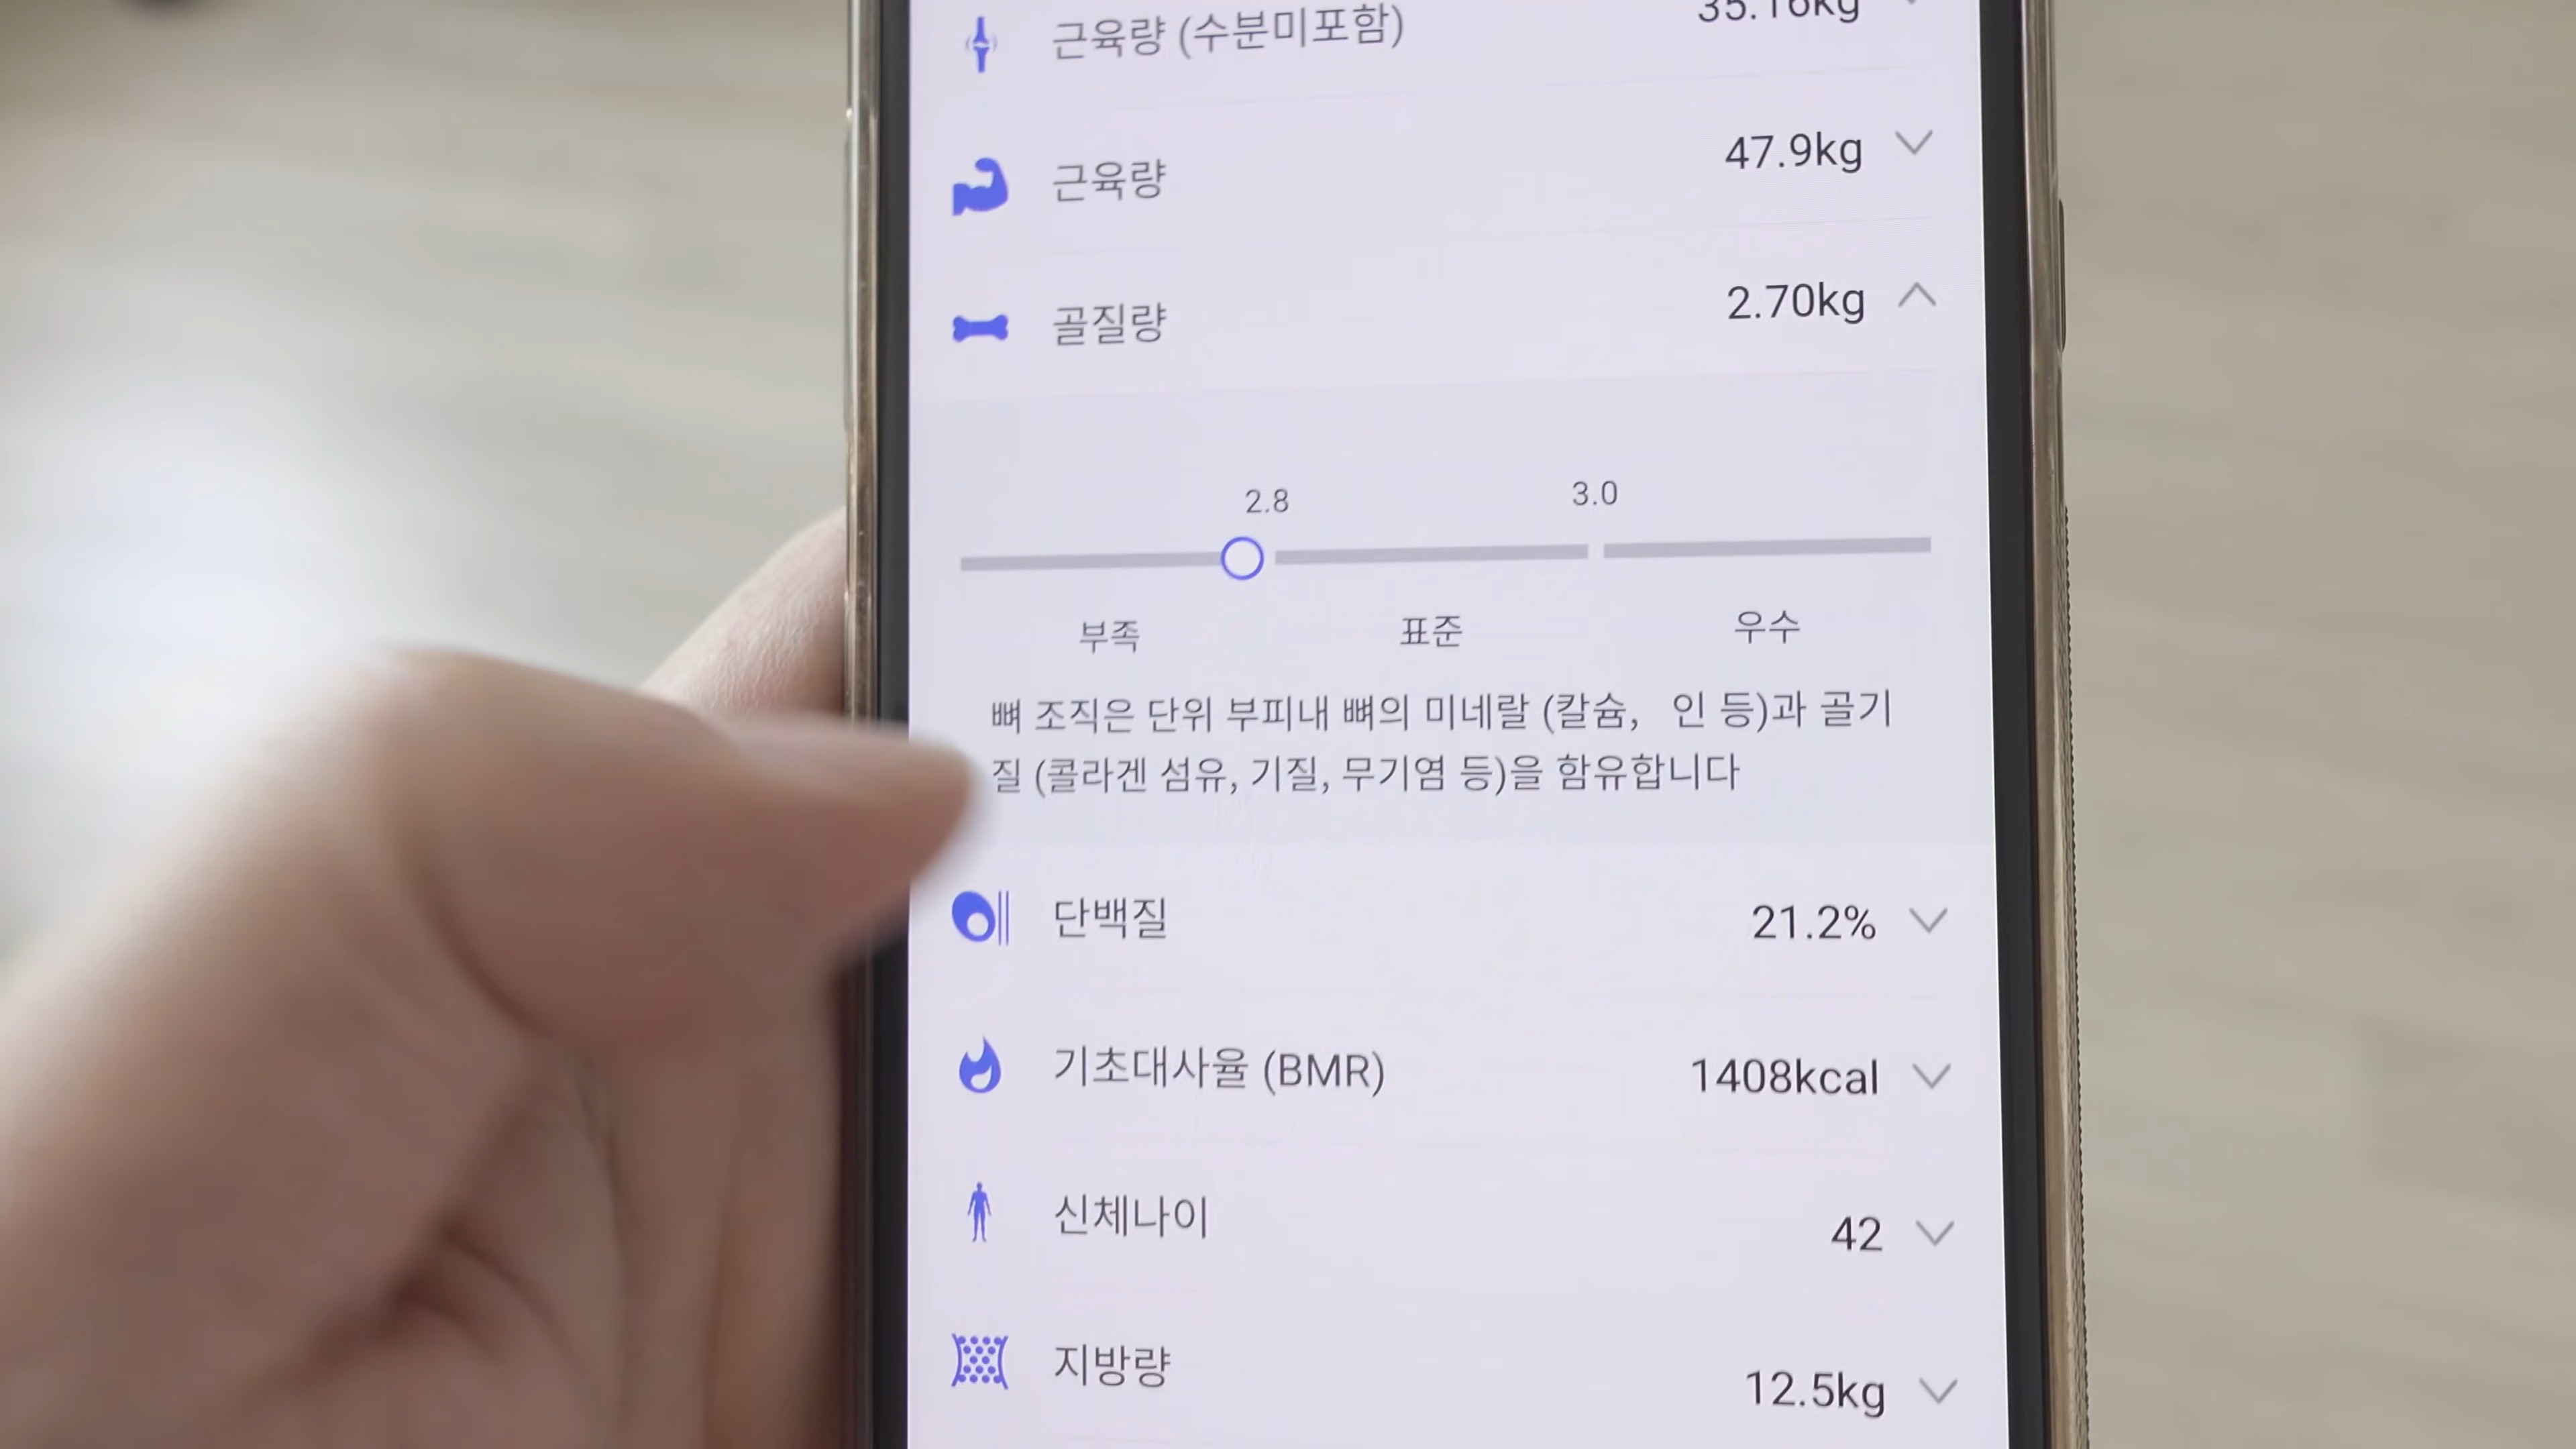 근육량 (수분미포함) 35.16kg
근육량 47.9kg
골질량 2.70kg
2.8 3.0
부족 표준 우수
뼈 조직은 단위 부피내 뼈의 미네랄 (칼슘, 인 등)과 골기
질 (콜라겐 섬유, 기질, 무기염 등)을 함유합니다
단백질 21.2%
기초대사율 (BMR) 1408kcal
신체나이 42
지방량 12.5kg